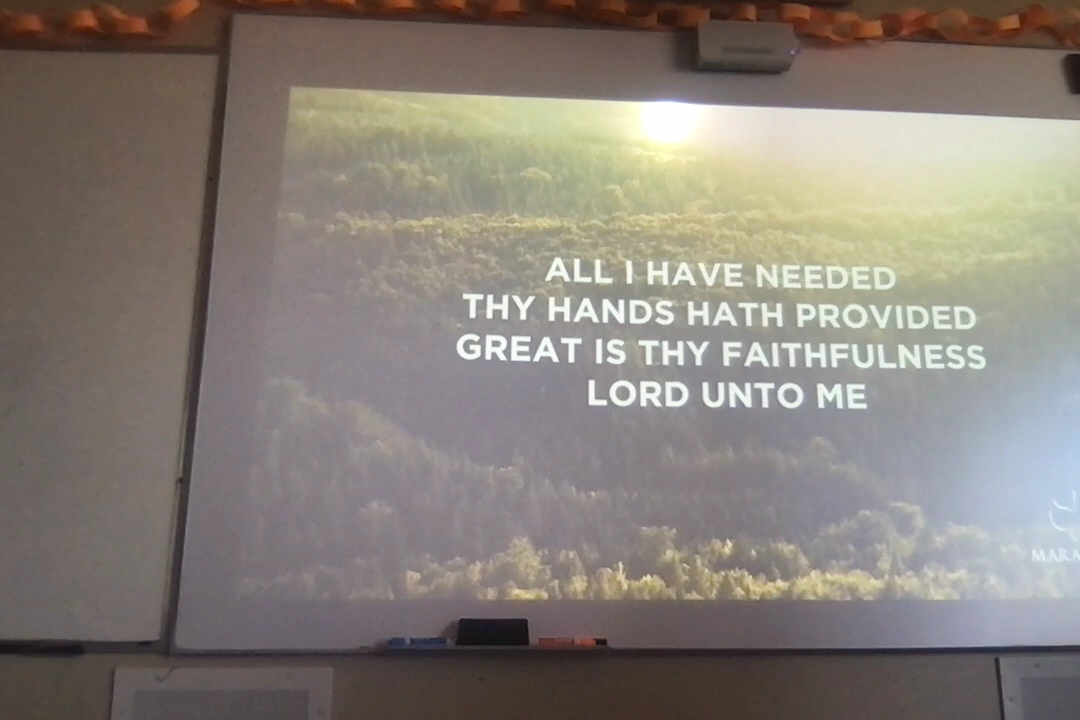 ALL I HAVE NEEDED
THY HANDS HATH PROVIDED
GREAT IS THY FAITHFULNESS
LORD UNTO ME